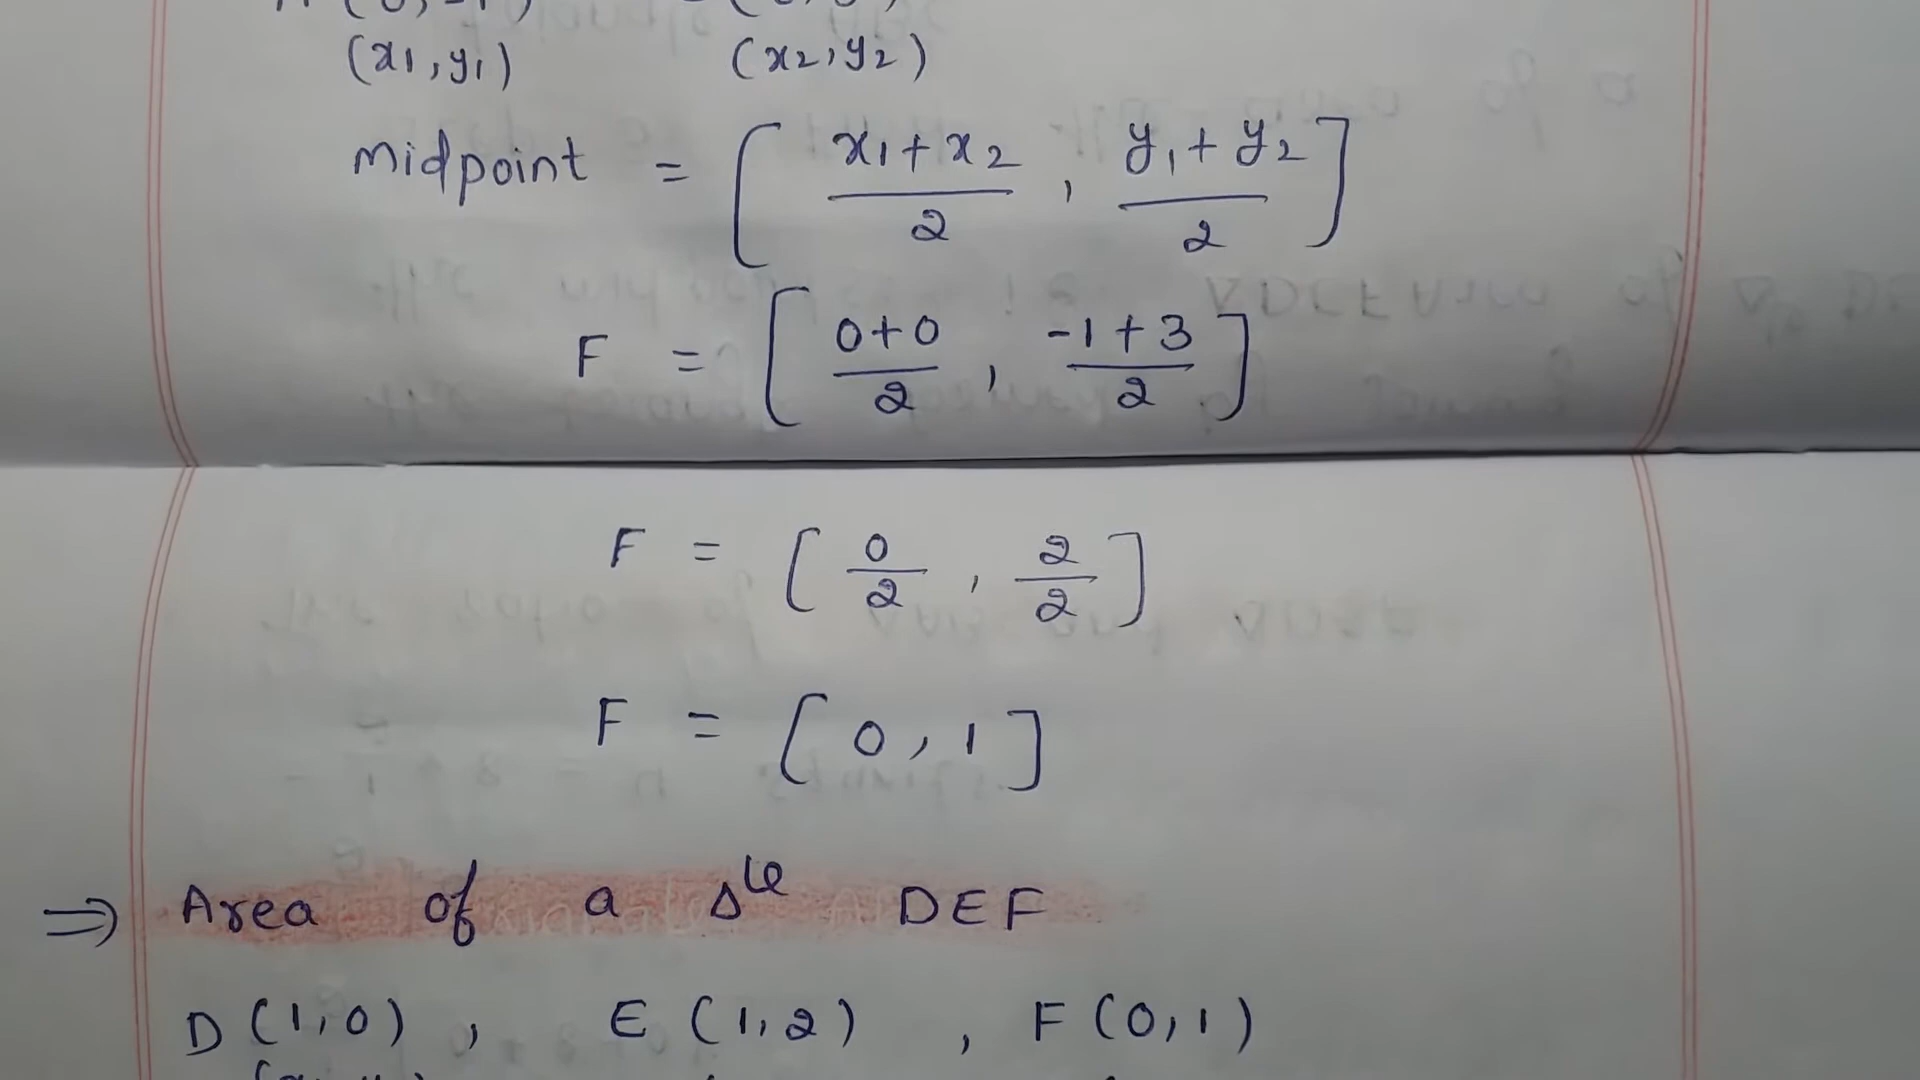 (x1, y1) (x2, y2)
midpoint = [ x1 + x2 / 2 , y1 + y2 / 2 ]
F = [ 0+0 / 2 , -1+3 / 2 ]
F = [ 0/2 , 2/2 ]
F = [ 0, 1 ]
⇒ Area of a Δle DEF
D (1, 0) , E (1, 2) , F (0, 1)